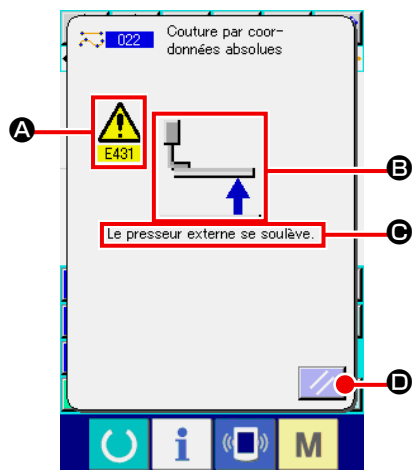 022
Couture par coor-
données absolues
A
E431
B
Le presseur externe se soulève.
C
D
i
M